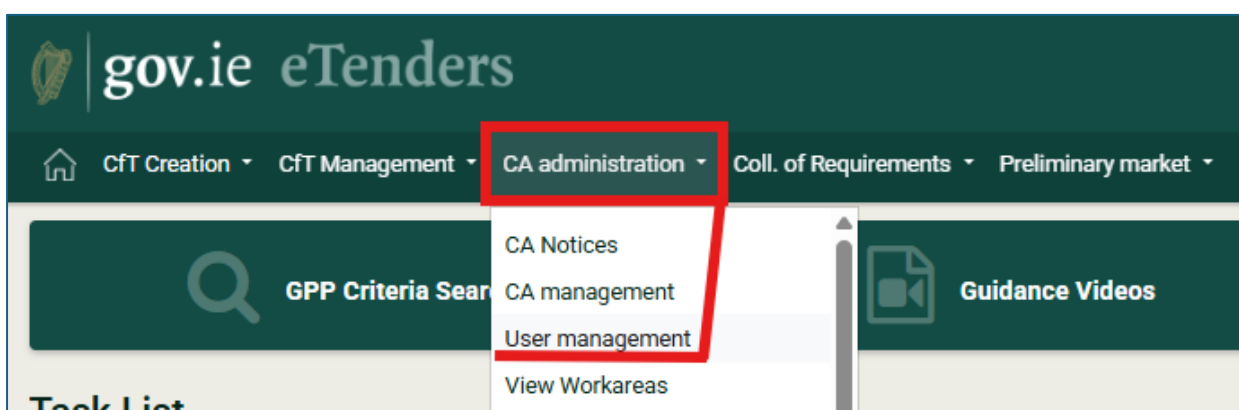 gov.ie eTenders
CfT Creation CfT Management CA administration Coll. of Requirements Preliminary market
CA Notices
GPP Criteria Guidance Videos
CA management
User management
View Workareas
Task List